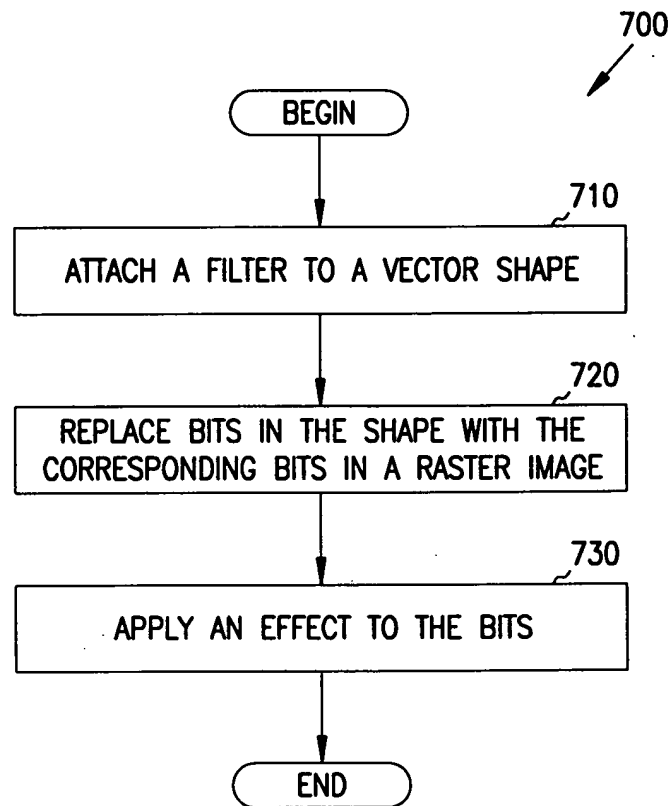 700
BEGIN
710
ATTACH A FILTER TO A VECTOR SHAPE
720
REPLACE BITS IN THE SHAPE WITH THE
CORRESPONDING BITS IN A RASTER IMAGE
730
APPLY AN EFFECT TO THE BITS
END